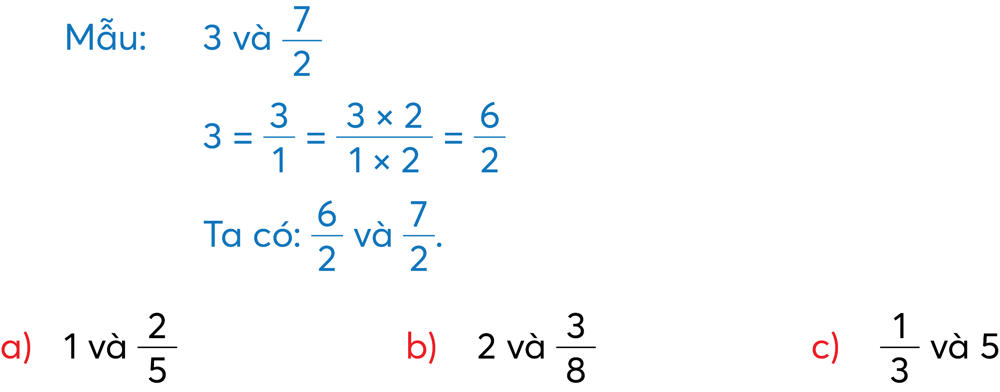 Mẫu: 3 và 7/2
3 = 3/1 = (3 × 2)/(1 × 2) = 6/2
Ta có: 6/2 và 7/2.
a) 1 và 2/5 b) 2 và 3/8 c) 1/3 và 5